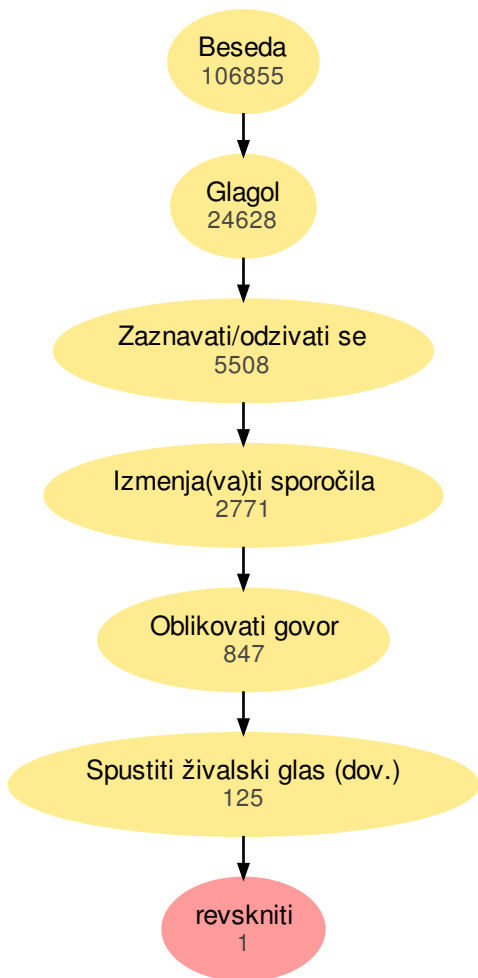 Beseda
106855
Glagol
24628
Zaznavati/odzivati se
5508
Izmenja(va)ti sporočila
2771
Oblikovati govor
847
Spustiti živalski glas (dov.)
125
revskniti
1